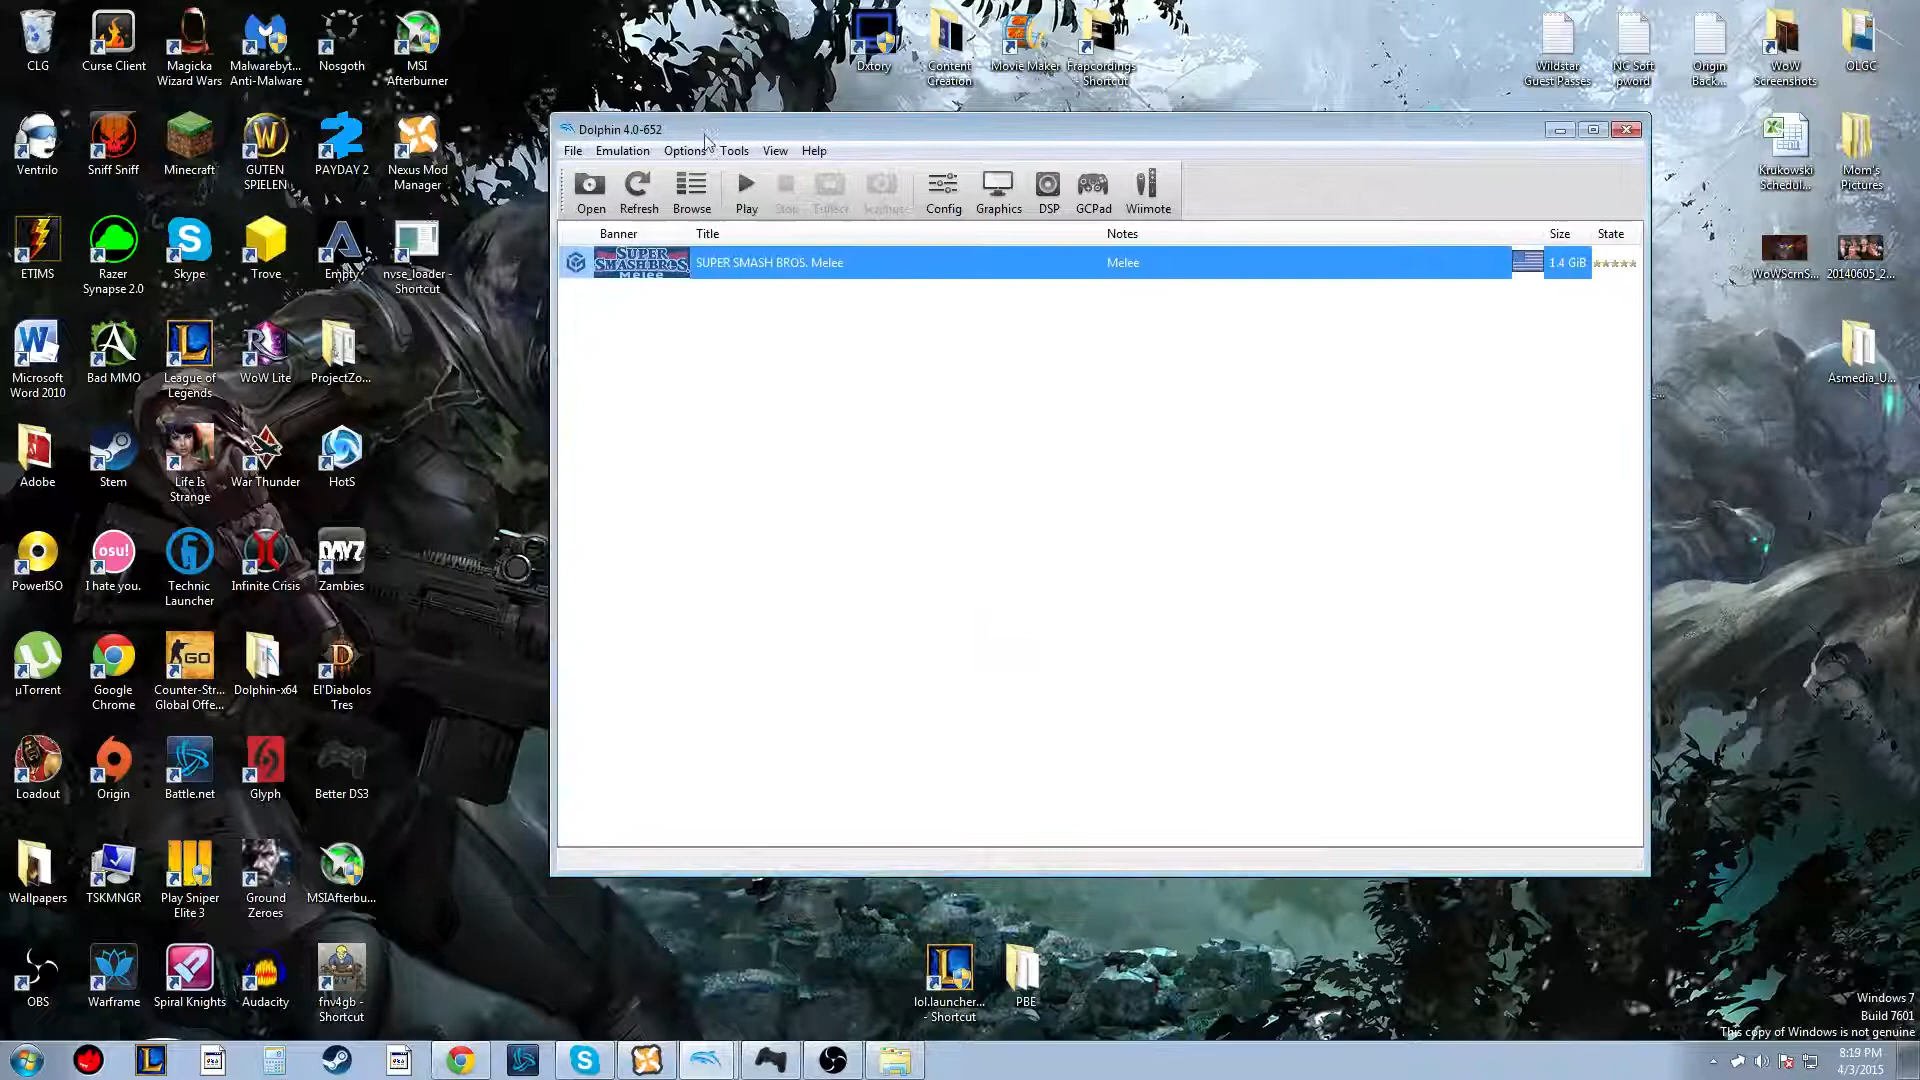 CLG
Curse Client
Magicka
Wizard Wars
Malwarebyt...
Anti-Malware
Nosgoth
MSI
Afterburner
Dxtory
Content
Creation
Movie Maker
Frapcordings
- Shortcut
Wildstar
Guest Passes
NC Soft
pword
Origin
Back...
WoW
Screenshots
OLGC
Ventrilo
Sniff Sniff
Minecraft
GUTEN
SPIELEN
PAYDAY 2
Nexus Mod
Manager
Krukowski
Schedul...
Mom's
Pictures
ETIMS
Razer
Synapse 2.0
Skype
Trove
Empty
nvse_loader -
Shortcut
WoWScrnS...
20140605_2...
Microsoft
Word 2010
Bad MMO
League of
Legends
WoW Lite
ProjectZo...
Asmedia_U...
Adobe
Stem
Life Is
Strange
War Thunder
HotS
PowerISO
osu!
I hate you.
Technic
Launcher
Infinite Crisis
DAYZ
Zambies
µTorrent
Google
Chrome
GO
Counter-Str...
Global Offe...
Dolphin-x64
El'Diabolos
Tres
Loadout
Origin
Battle.net
Glyph
Better DS3
Wallpapers
TSKMNGR
Play Sniper
Elite 3
Ground
Zeroes
MSIAfterbu...
OBS
Warframe
Spiral Knights
Audacity
fnv4gb -
Shortcut
lol.launcher...
- Shortcut
PBE
Dolphin 4.0-652
File Emulation Options Tools View Help
Open Refresh Browse Play Stop Config Graphics DSP GCPad Wiimote
Banner Title Notes Size State
SUPER
SMASH BROS.
Melee
SUPER SMASH BROS. Melee Melee 1.4 GiB
Windows 7
Build 7601
This copy of Windows is not genuine
8:19 PM
4/3/2015